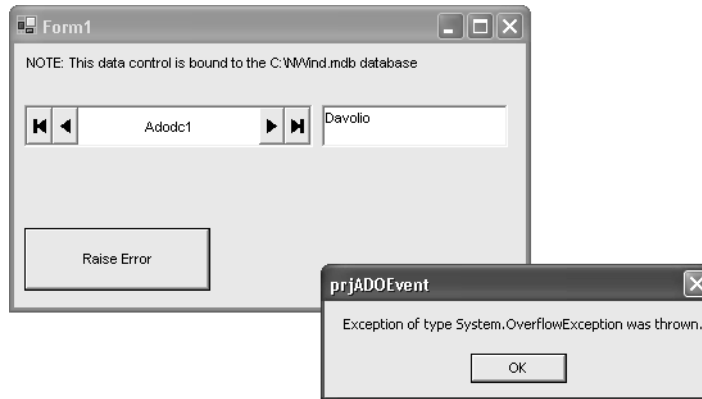 Form1
NOTE: This data control is bound to the C:\NWind.mdb database
Adodc1
Davolio
Raise Error
prjADOEvent
Exception of type System.OverflowException was thrown.
OK